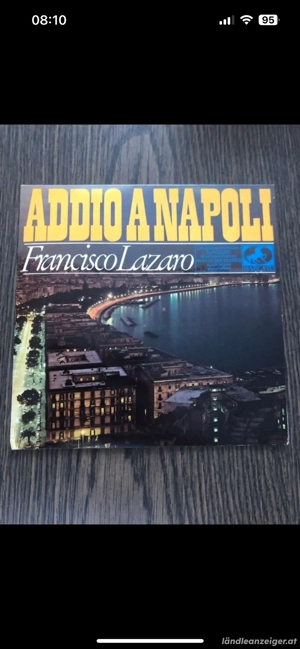 08:10
95
ADDIO A NAPOLI
Francisco Lazaro
ländleanzeiger.at